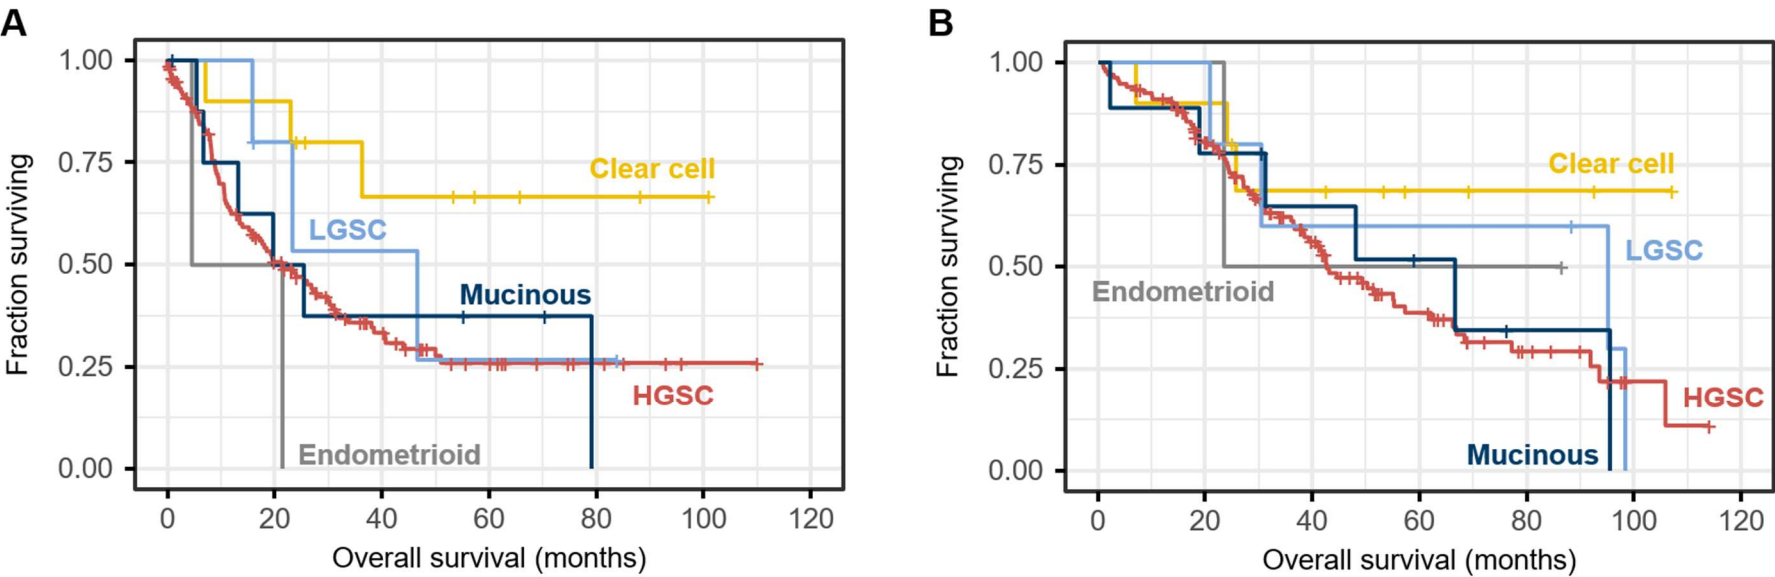 A
Fraction surviving
1.00
0.75
0.50
0.25
0.00
Clear cell
LGSC
Mucinous
HGSC
Endometrioid
0 20 40 60 80 100 120
Overall survival (months)
B
Fraction surviving
1.00
0.75
0.50
0.25
0.00
Clear cell
LGSC
Endometrioid
HGSC
Mucinous
0 20 40 60 80 100 120
Overall survival (months)